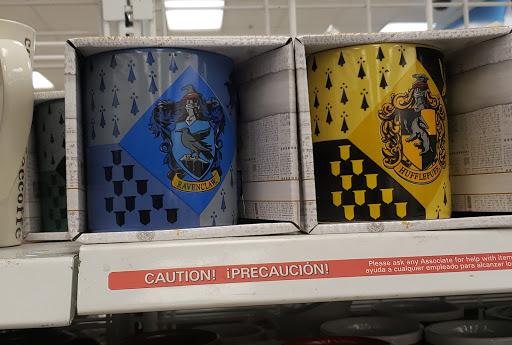 RAVENCLAW
HUFFLEPUFF
CAUTION! ¡PRECAUCIÓN!
Please ask any Associate for help with item
ayuda a cualquier empleado para alcanzar lo